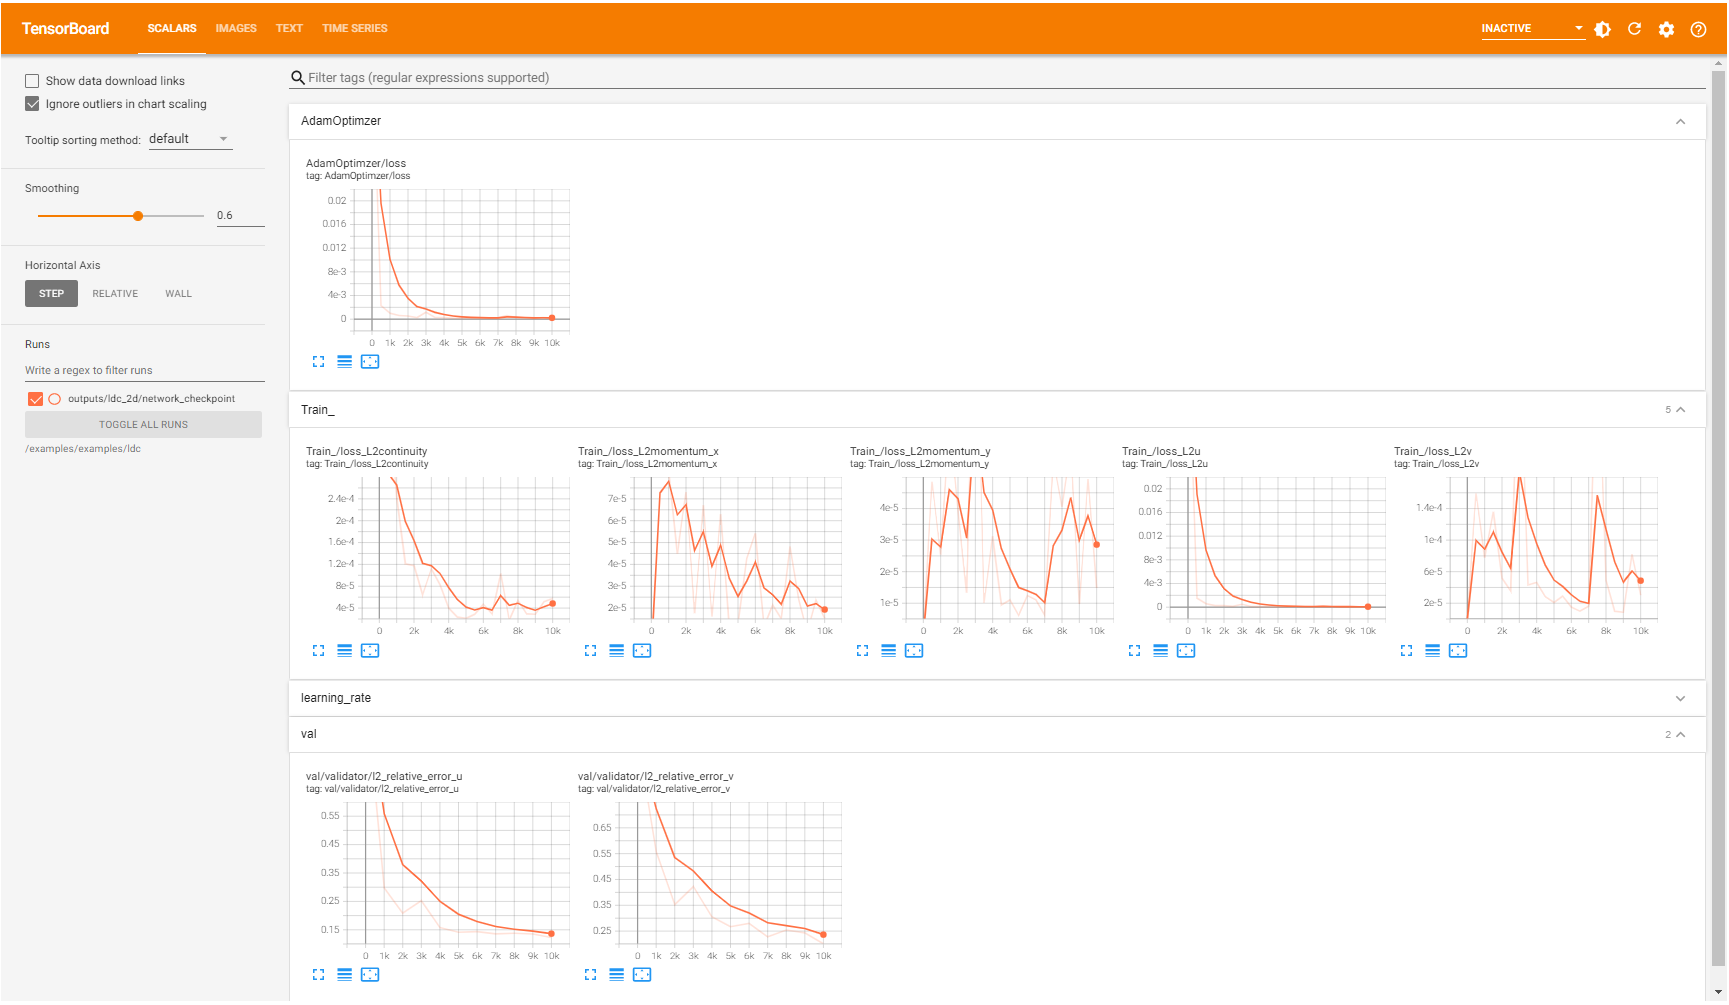 TensorBoard
SCALARS IMAGES TEXT TIME SERIES
INACTIVE
Show data download links
Ignore outliers in chart scaling
Tooltip sorting method: default
Smoothing
0.6
Horizontal Axis
STEP RELATIVE WALL
Runs
Write a regex to filter runs
outputs/ldc_2d/network_checkpoint
TOGGLE ALL RUNS
/examples/examples/ldc
Filter tags (regular expressions supported)
AdamOptimzer
AdamOptimzer/loss
tag: AdamOptimzer/loss
0.02
0.016
0.012
8e-3
4e-3
0
0 1k 2k 3k 4k 5k 6k 7k 8k 9k 10k
Train_
5
Train_/loss_L2continuity
tag: Train_/loss_L2continuity
2.4e-4
2e-4
1.6e-4
1.2e-4
8e-5
4e-5
0 2k 4k 6k 8k 10k
Train_/loss_L2momentum_x
tag: Train_/loss_L2momentum_x
7e-5
6e-5
5e-5
4e-5
3e-5
2e-5
0 2k 4k 6k 8k 10k
Train_/loss_L2momentum_y
tag: Train_/loss_L2momentum_y
4e-5
3e-5
2e-5
1e-5
0 2k 4k 6k 8k 10k
Train_/loss_L2u
tag: Train_/loss_L2u
0.02
0.016
0.012
8e-3
4e-3
0
0 1k 2k 3k 4k 5k 6k 7k 8k 9k 10k
Train_/loss_L2v
tag: Train_/loss_L2v
1.4e-4
1e-4
6e-5
2e-5
0 2k 4k 6k 8k 10k
learning_rate
val
2
val/validator/l2_relative_error_u
tag: val/validator/l2_relative_error_u
0.55
0.45
0.35
0.25
0.15
0 1k 2k 3k 4k 5k 6k 7k 8k 9k 10k
val/validator/l2_relative_error_v
tag: val/validator/l2_relative_error_v
0.65
0.55
0.45
0.35
0.25
0 1k 2k 3k 4k 5k 6k 7k 8k 9k 10k